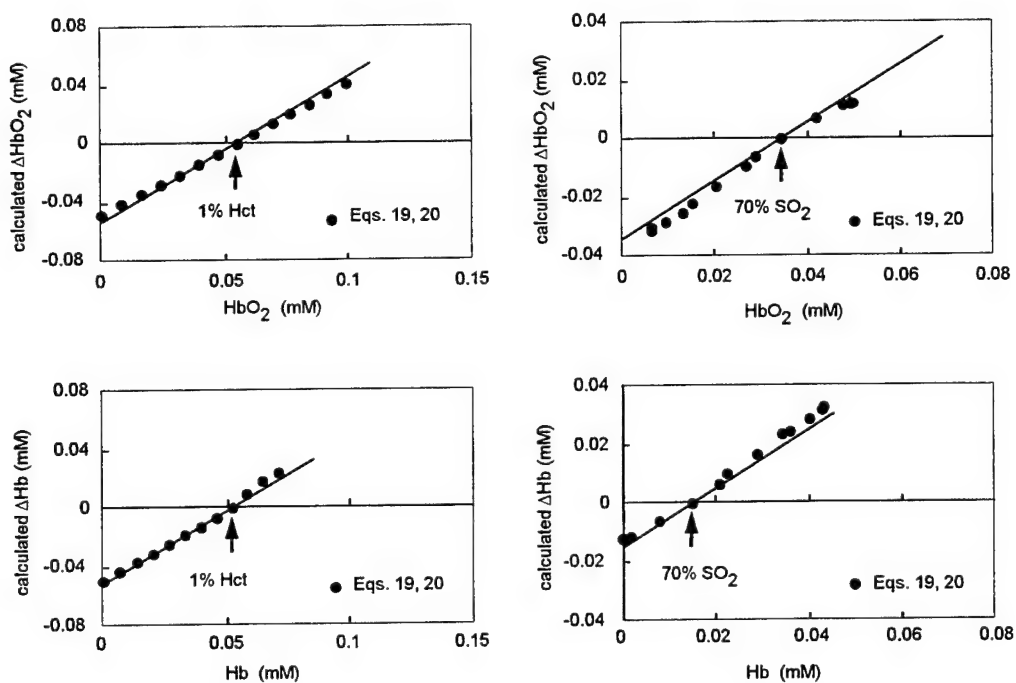 calculated ΔHbO2 (mM)
0.08
0.04
0
-0.04
-0.08
1% Hct
Eqs. 19, 20
0
0.05
0.1
0.15
HbO2 (mM)
calculated ΔHbO2 (mM)
0.04
0.02
0
-0.02
-0.04
70% SO2
Eqs. 19, 20
0
0.02
0.04
0.06
0.08
HbO2 (mM)
calculated ΔHb (mM)
0.08
0.04
0
-0.04
-0.08
1% Hct
Eqs. 19, 20
0
0.05
0.1
0.15
Hb (mM)
calculated ΔHb (mM)
0.04
0.02
0
-0.02
-0.04
70% SO2
Eqs. 19, 20
0
0.02
0.04
0.06
0.08
Hb (mM)